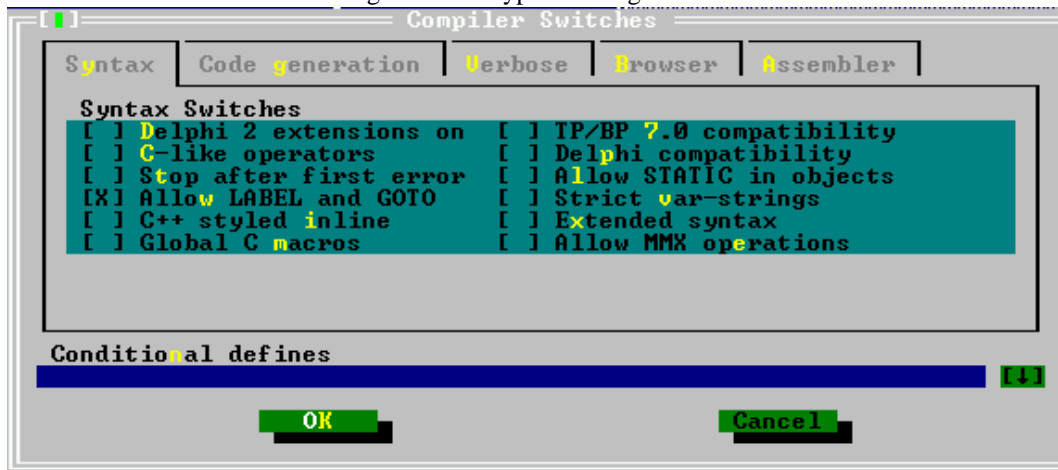 [ ] Compiler Switches
Syntax Code generation Verbose Browser Assembler
Syntax Switches
[ ] Delphi 2 extensions on [ ] TP/BP 7.0 compatibility
[ ] C-like operators [ ] Delphi compatibility
[ ] Stop after first error [ ] Allow STATIC in objects
[X] Allow LABEL and GOTO [ ] Strict var-strings
[ ] C++ styled inline [ ] Extended syntax
[ ] Global C macros [ ] Allow MMX operations
Conditional defines
[↓]
OK Cancel